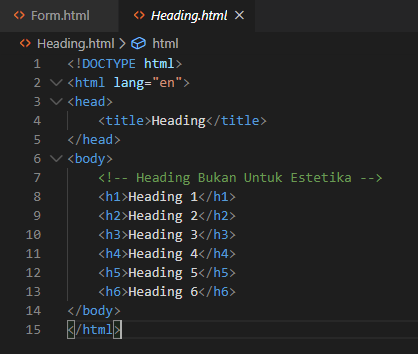 Form.html Heading.html
Heading.html > html
1 <!DOCTYPE html>
2 <html lang="en">
3 <head>
4 <title>Heading</title>
5 </head>
6 <body>
7 <!-- Heading Bukan Untuk Estetika -->
8 <h1>Heading 1</h1>
9 <h2>Heading 2</h2>
10 <h3>Heading 3</h3>
11 <h4>Heading 4</h4>
12 <h5>Heading 5</h5>
13 <h6>Heading 6</h6>
14 </body>
15 </html>